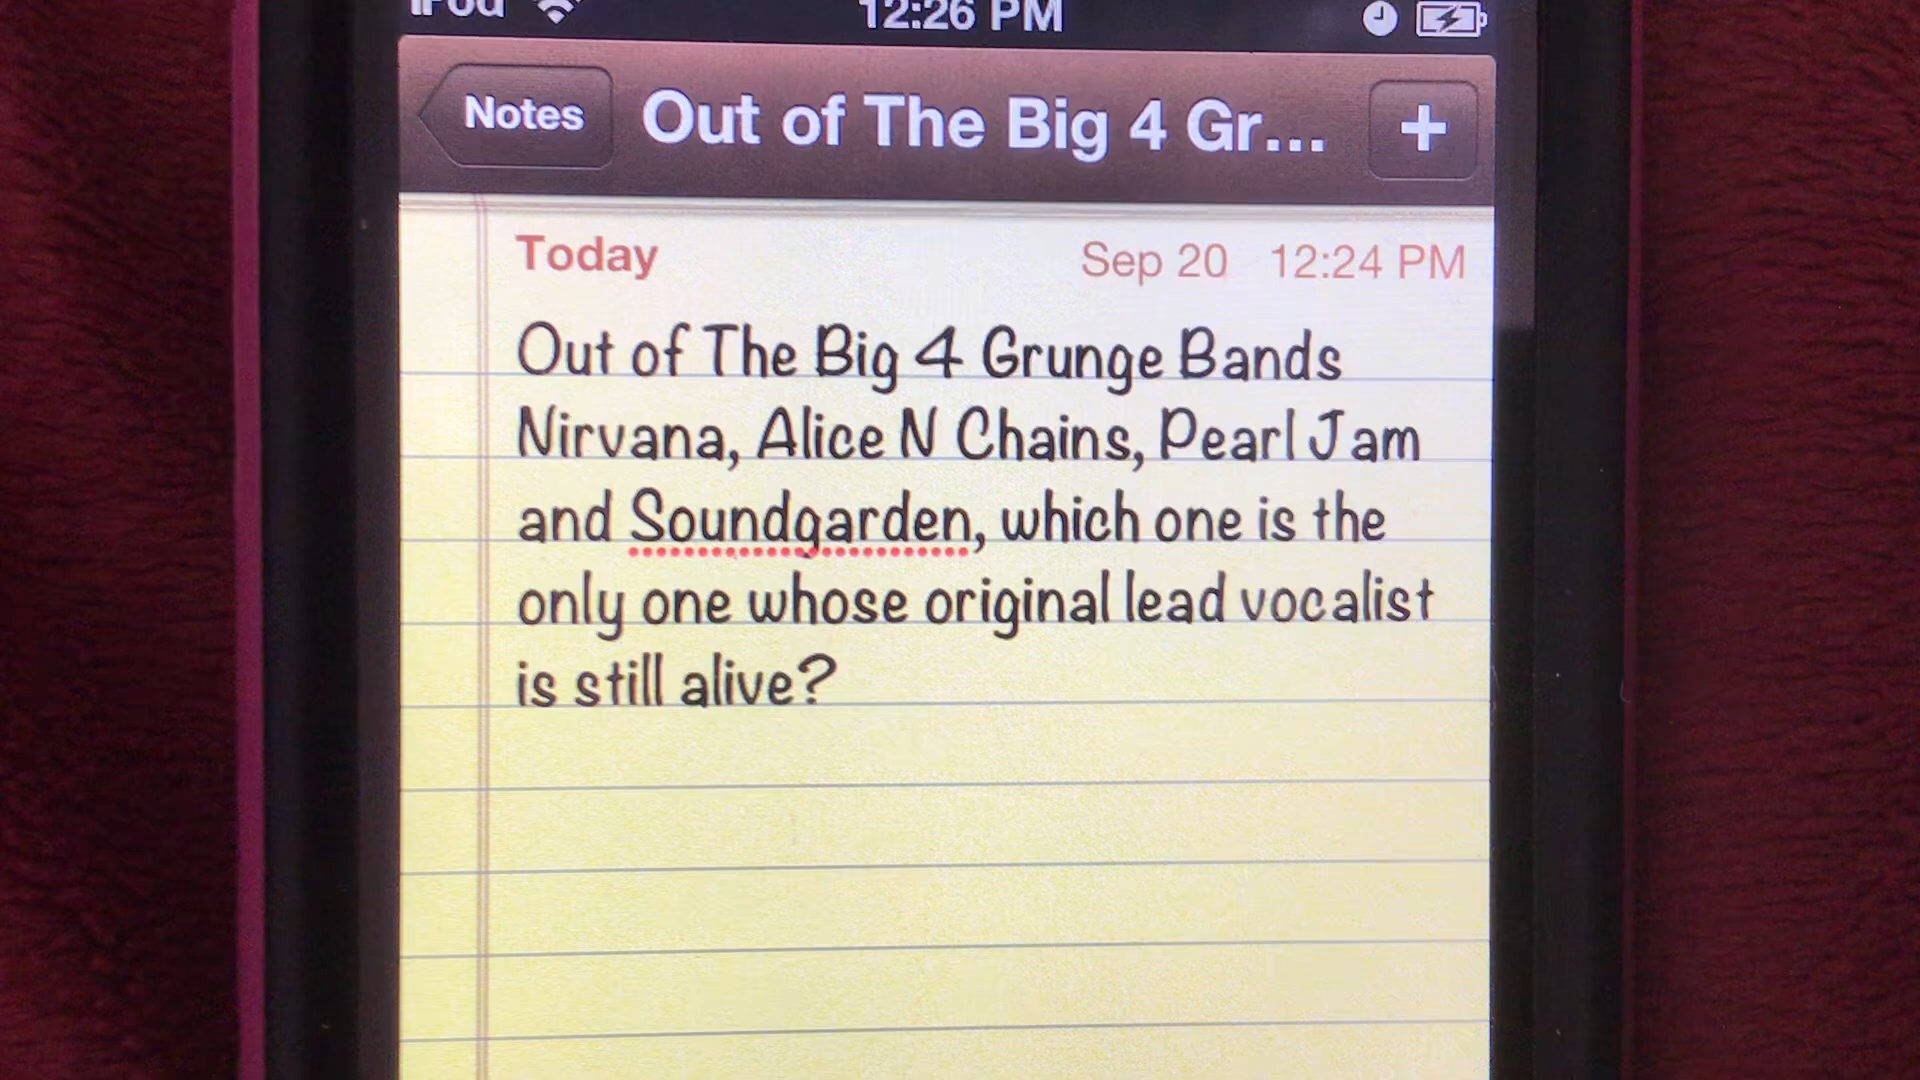 iPod 12:26 PM
Notes Out of The Big 4 Gr... +
Today Sep 20 12:24 PM
Out of The Big 4 Grunge Bands
Nirvana, Alice N Chains, Pearl Jam
and Soundgarden, which one is the
only one whose original lead vocalist
is still alive?